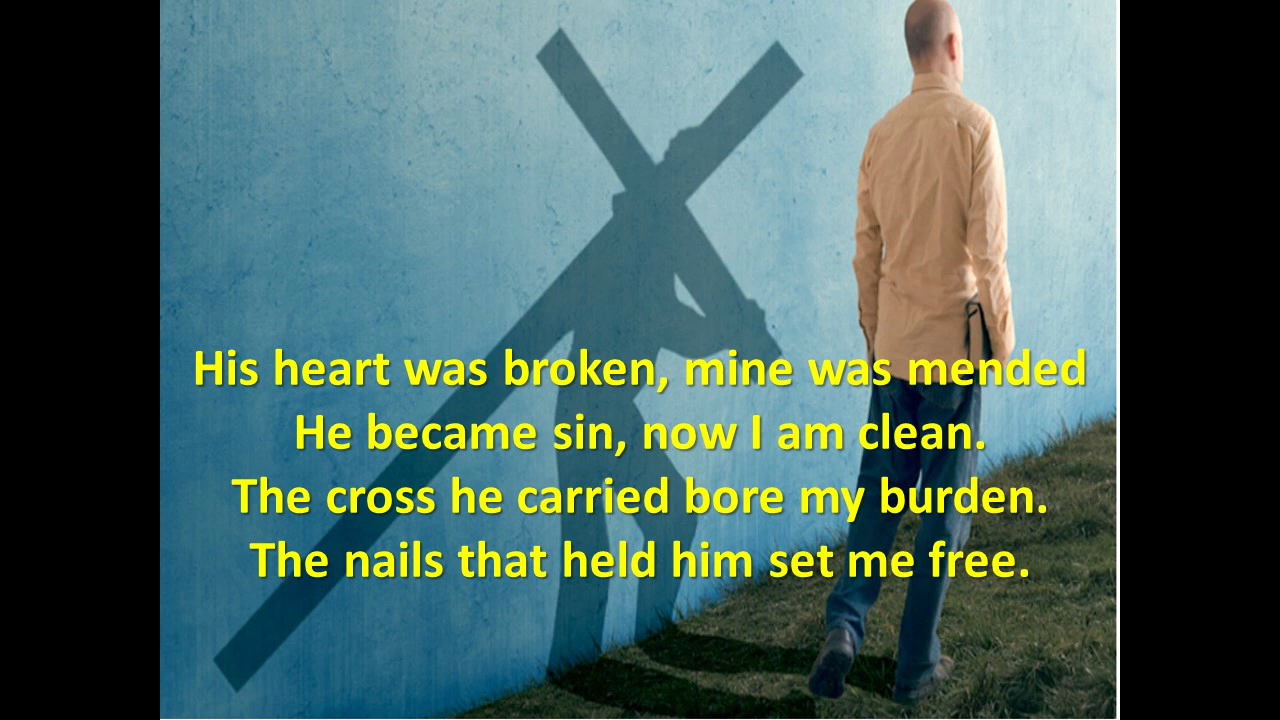 His heart was broken, mine was mended
He became sin, now I am clean.
The cross he carried bore my burden.
The nails that held him set me free.